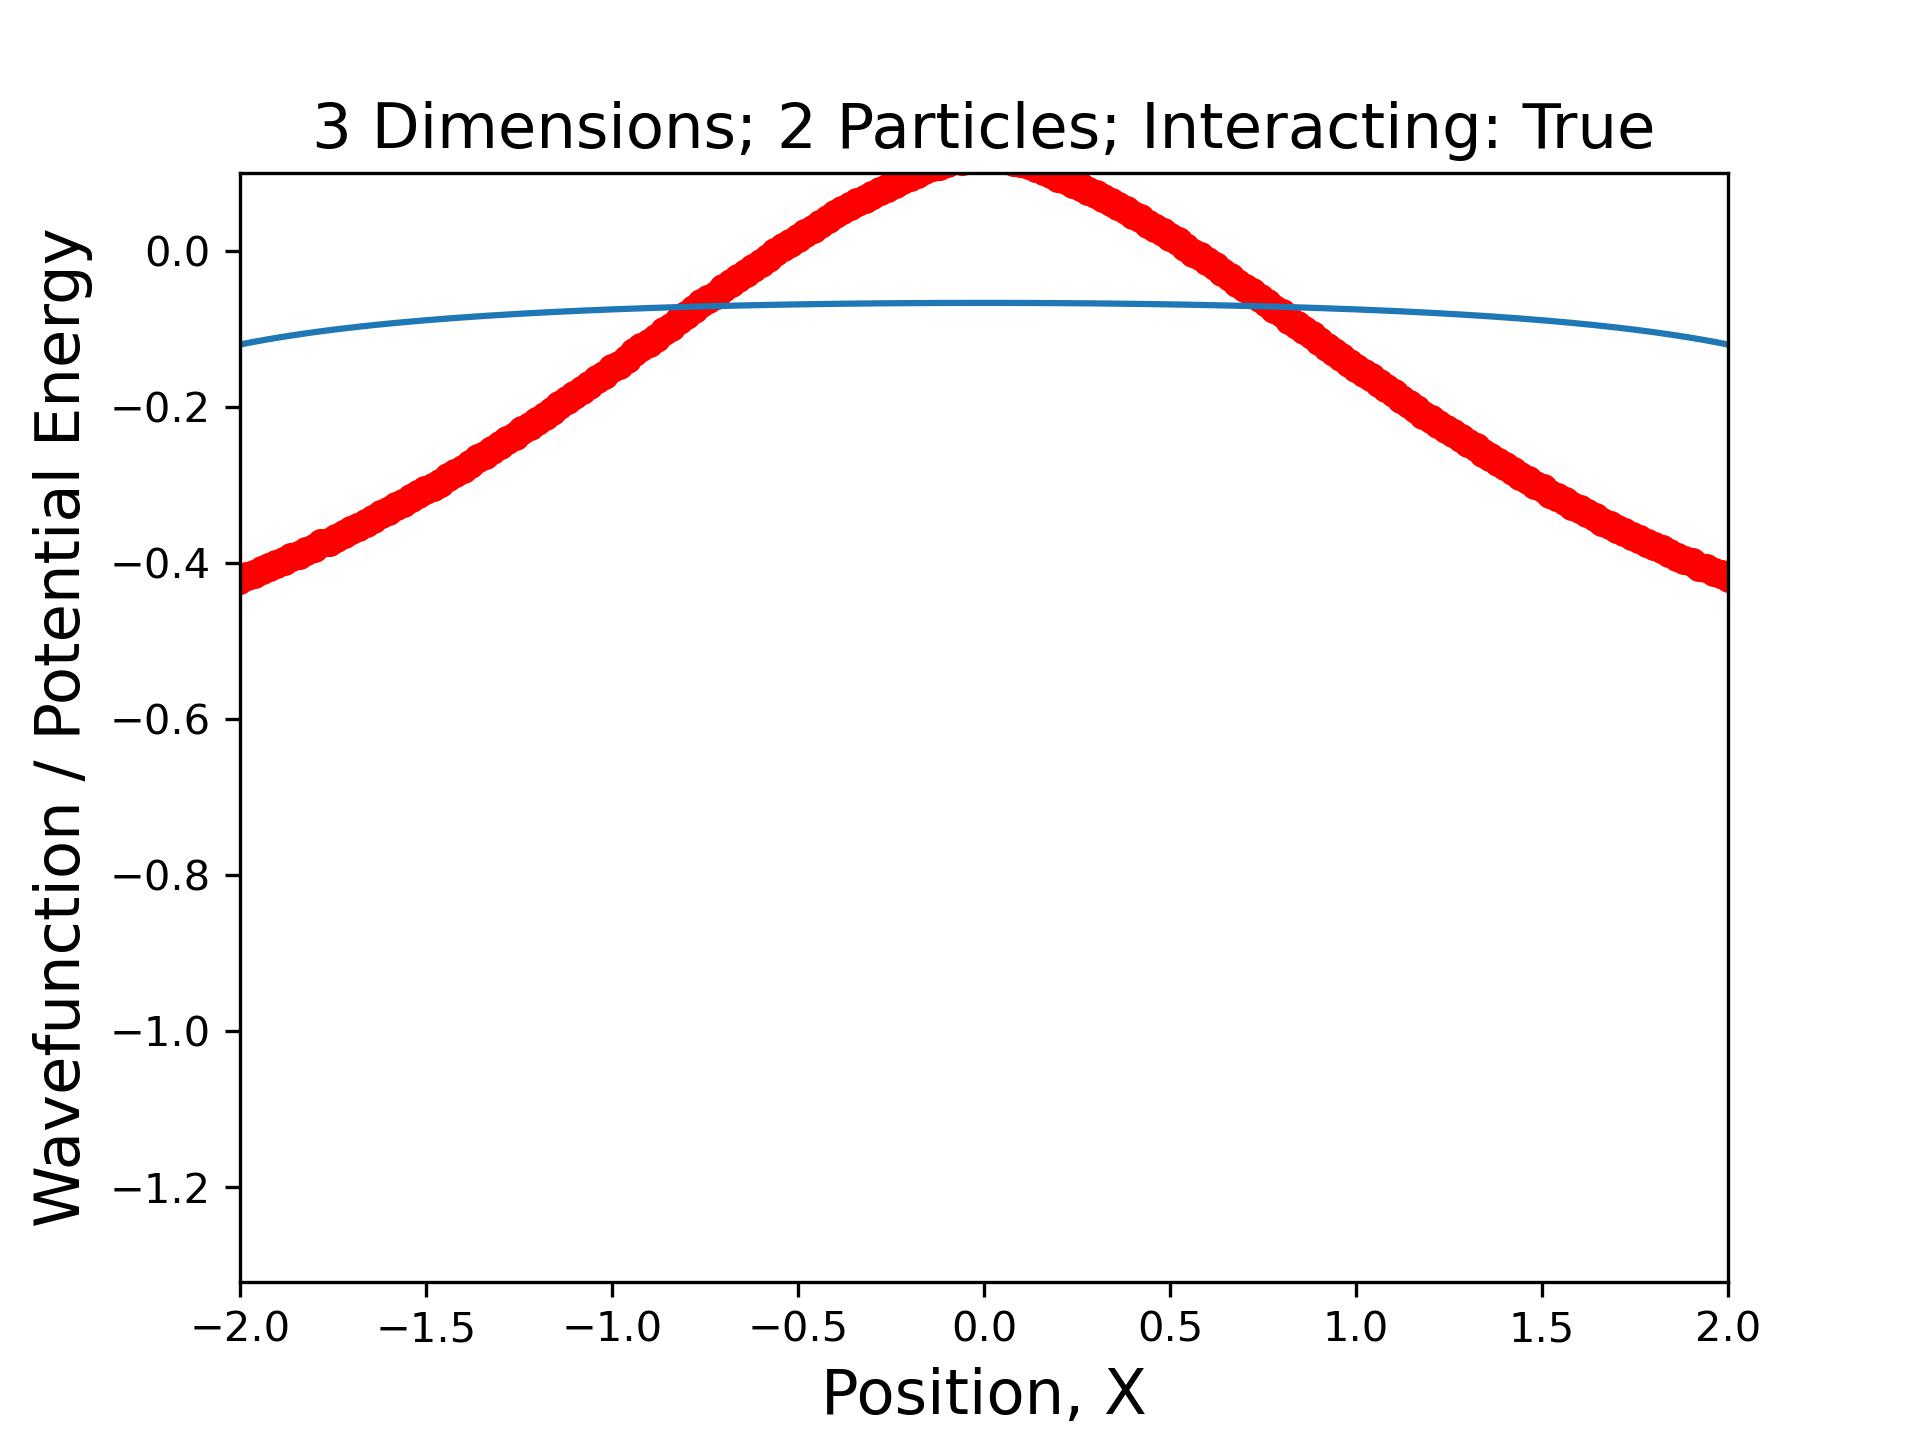 3 Dimensions; 2 Particles; Interacting: True
Wavefunction / Potential Energy
0.0
−0.2
−0.4
−0.6
−0.8
−1.0
−1.2
−2.0 −1.5 −1.0 −0.5 0.0 0.5 1.0 1.5 2.0
Position, X